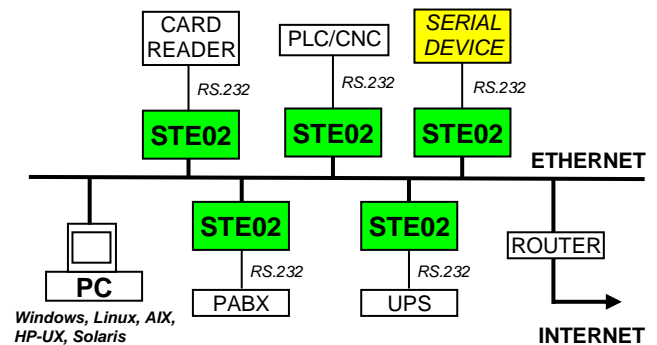 CARD
READER
PLC/CNC
SERIAL
DEVICE
RS.232
RS.232
RS.232
STE02
STE02
STE02
ETHERNET
STE02
STE02
ROUTER
RS.232
RS.232
PC
PABX
UPS
Windows, Linux, AIX,
HP-UX, Solaris
INTERNET